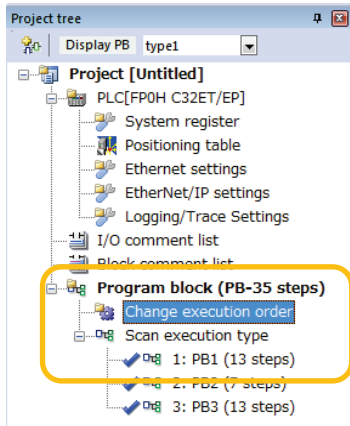 Project tree
Display PB type1
Project [Untitled]
PLC[FP0H C32ET/EP]
System register
Positioning table
Ethernet settings
EtherNet/IP settings
Logging/Trace Settings
I/O comment list
Block comment list
Program block (PB-35 steps)
Change execution order
Scan execution type
1: PB1 (13 steps)
2: PB2 (7 steps)
3: PB3 (13 steps)